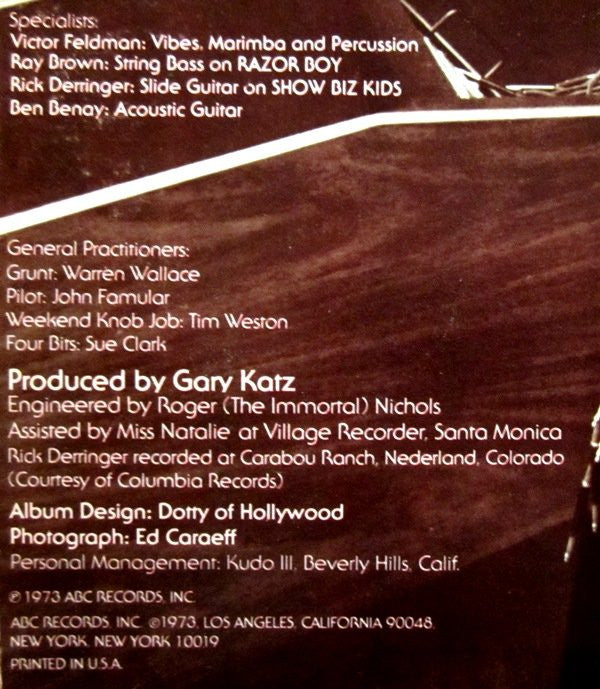 Specialists:
Victor Feldman: Vibes, Marimba and Percussion
Ray Brown: String Bass on RAZOR BOY
Rick Derringer: Slide Guitar on SHOW BIZ KIDS
Ben Benay: Acoustic Guitar
General Practitioners:
Grunt: Warren Wallace
Pilot: John Famular
Weekend Knob Job: Tim Weston
Four Bits: Sue Clark
Produced by Gary Katz
Engineered by Roger (The Immortal) Nichols
Assisted by Miss Natalie at Village Recorder, Santa Monica
Rick Derringer recorded at Carabou Ranch, Nederland, Colorado
(Courtesy of Columbia Records)
Album Design: Dotty of Hollywood
Photograph: Ed Caraeff
Personal Management: Kudo III, Beverly Hills, Calif.
℗ 1973 ABC RECORDS, INC.
ABC RECORDS, INC. ©1973, LOS ANGELES, CALIFORNIA 90048,
NEW YORK, NEW YORK 10019
PRINTED IN U.S.A.